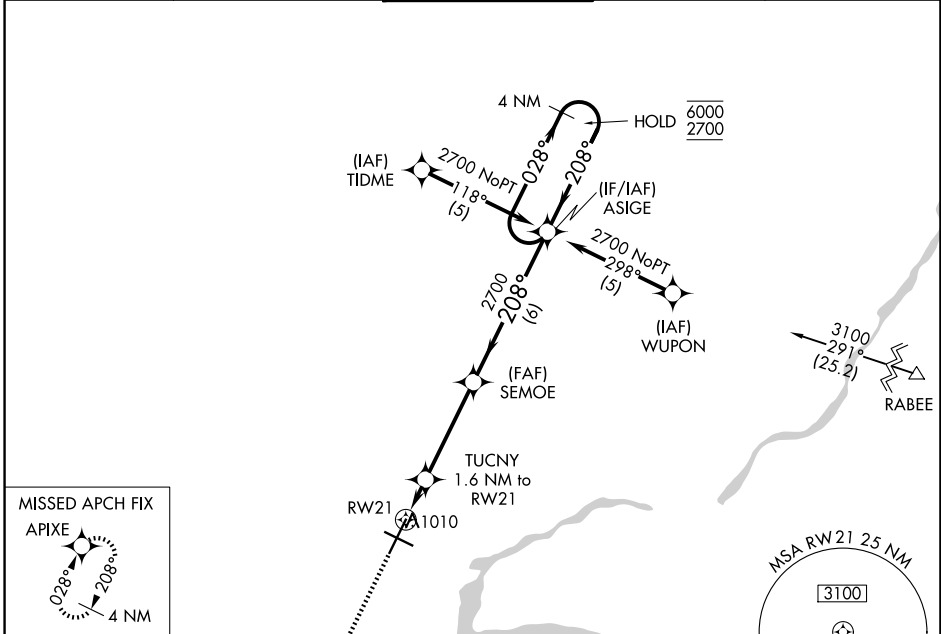 4 NM
HOLD
6000
2700
028°
208°
(IAF)
TIDME
2700 NoPT
118°
(5)
(IF/IAF)
ASIGE
2700 NoPT
298°
(5)
(IAF)
WUPON
2700
208°
(6)
3100
291°
(25.2)
RABEE
(FAF)
SEMOE
TUCNY
1.6 NM to
RW21
RW21
1010
MISSED APCH FIX
APIXE
028°
208°
4 NM
MSA RW21 25 NM
3100